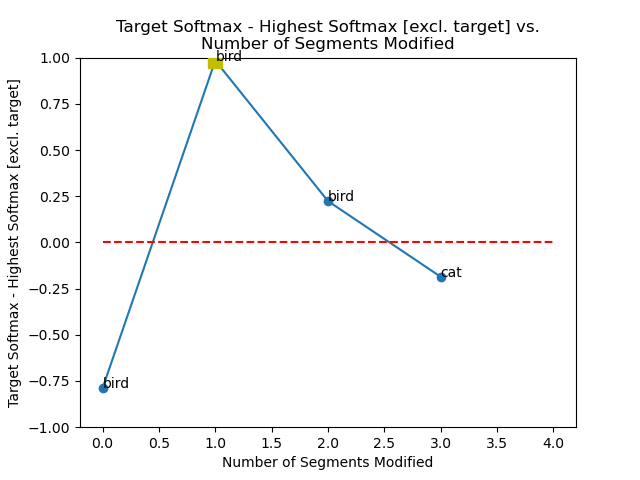 Target Softmax - Highest Softmax [excl. target] vs.
Number of Segments Modified
Target Softmax - Highest Softmax [excl. target]
1.00
0.75
0.50
0.25
0.00
−0.25
−0.50
−0.75
−1.00
bird
bird
bird
cat
0.0 0.5 1.0 1.5 2.0 2.5 3.0 3.5 4.0
Number of Segments Modified